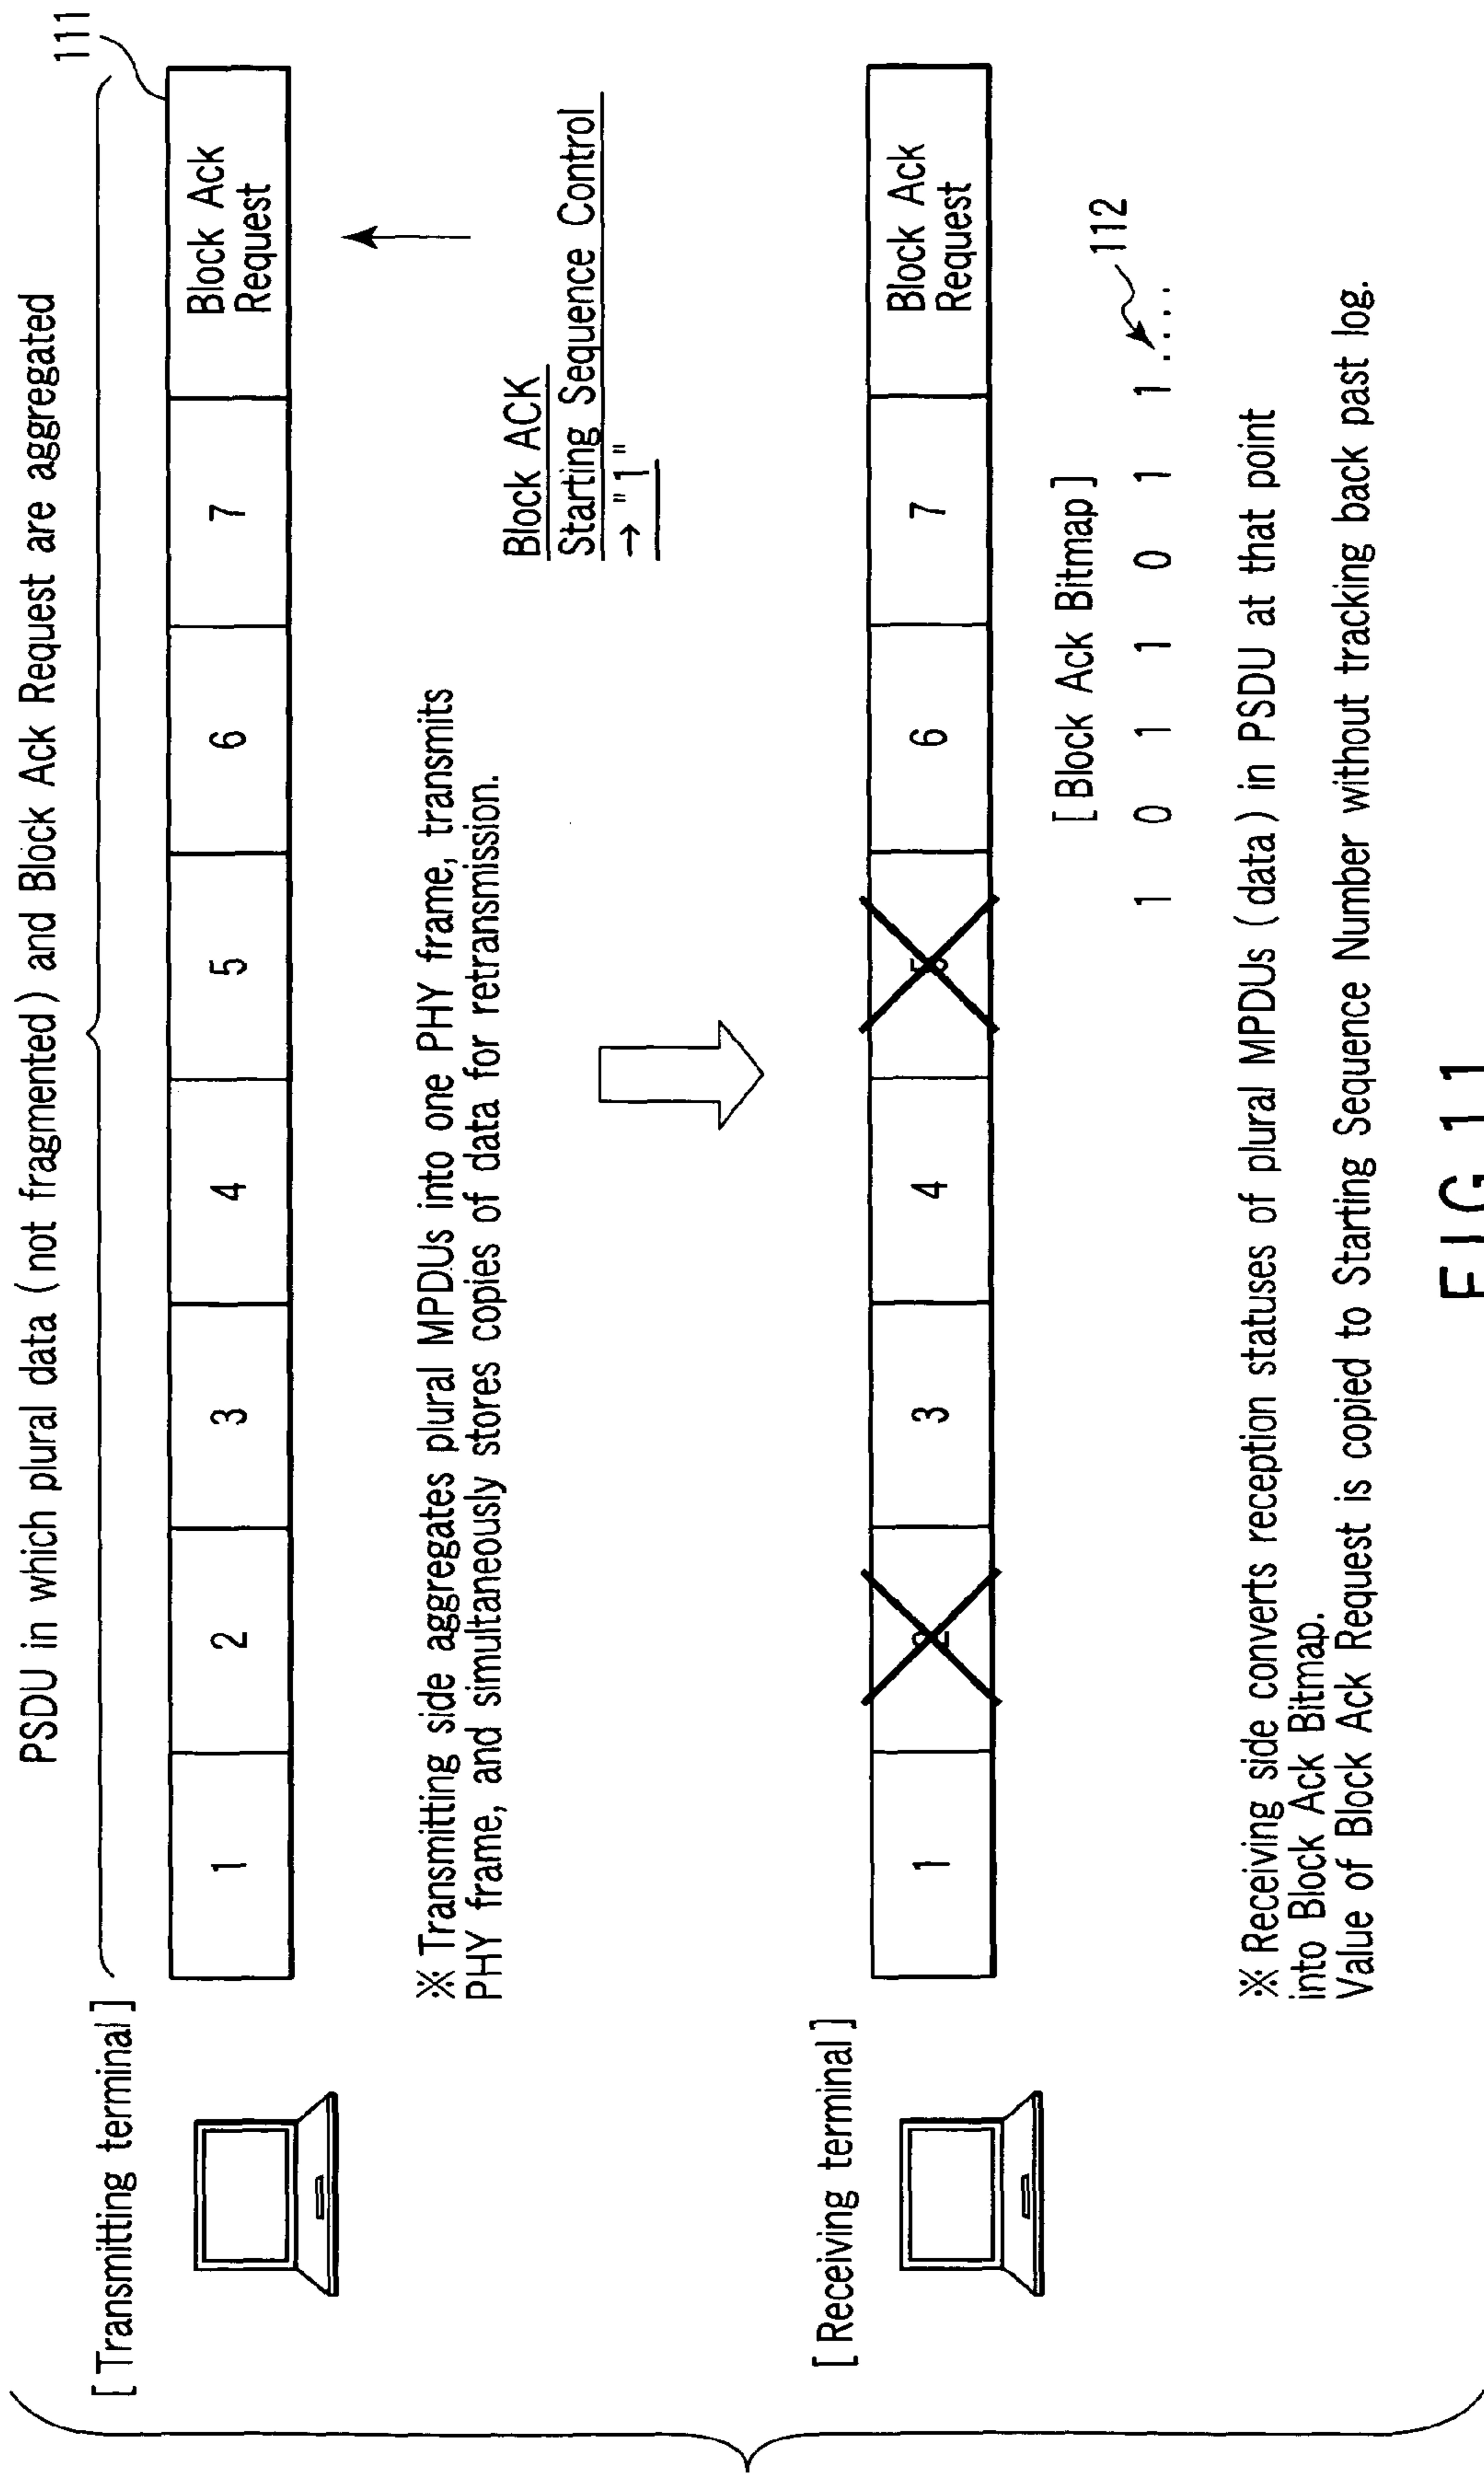 PSDU in which plural data (not fragmented) and Block Ack Request are aggregated
111
[Transmitting terminal]
1
2
3
4
5
6
7
Block Ack
Request
※ Transmitting side aggregates plural MPDUs into one PHY frame, transmits
PHY frame, and simultaneously stores copies of data for retransmission.
Block ACK
Starting Sequence Control
→ "1"
[Receiving terminal]
1
2
3
4
5
6
7
Block Ack
Request
[Block Ack Bitmap]
1 0 1 1 0 1 1 ....
112
※ Receiving side converts reception statuses of plural MPDUs (data) in PSDU at that point
into Block Ack Bitmap.
Value of Block Ack Request is copied to Starting Sequence Number without tracking back past log.
FIG. 11